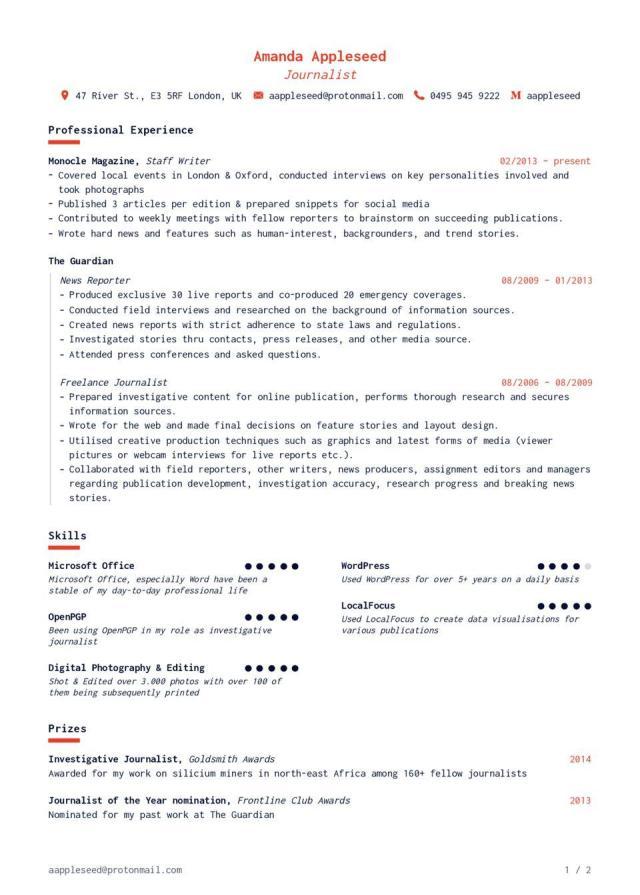 Amanda Appleseed
Journalist
47 River St., E3 5RF London, UK aappleseed@protonmail.com 0495 945 9222 M aappleseed
Professional Experience
Monocle Magazine, Staff Writer 02/2013 – present
- Covered local events in London & Oxford, conducted interviews on key personalities involved and
took photographs
- Published 3 articles per edition & prepared snippets for social media
- Contributed to weekly meetings with fellow reporters to brainstorm on succeeding publications.
- Wrote hard news and features such as human-interest, backgrounders, and trend stories.
The Guardian
News Reporter 08/2009 – 01/2013
- Produced exclusive 30 live reports and co-produced 20 emergency coverages.
- Conducted field interviews and researched on the background of information sources.
- Created news reports with strict adherence to state laws and regulations.
- Investigated stories thru contacts, press releases, and other media source.
- Attended press conferences and asked questions.
Freelance Journalist 08/2006 – 08/2009
- Prepared investigative content for online publication, performs thorough research and secures
information sources.
- Wrote for the web and made final decisions on feature stories and layout design.
- Utilised creative production techniques such as graphics and latest forms of media (viewer
pictures or webcam interviews for live reports etc.).
- Collaborated with field reporters, other writers, news producers, assignment editors and managers
regarding publication development, investigation accuracy, research progress and breaking news
stories.
Skills
Microsoft Office
Microsoft Office, especially Word have been a
stable of my day-to-day professional life
OpenPGP
Been using OpenPGP in my role as investigative
journalist
Digital Photography & Editing
Shot & Edited over 3.000 photos with over 100 of
them being subsequently printed
WordPress
Used WordPress for over 5+ years on a daily basis
LocalFocus
Used LocalFocus to create data visualisations for
various publications
Prizes
Investigative Journalist, Goldsmith Awards 2014
Awarded for my work on silicium miners in north-east Africa among 160+ fellow journalists
Journalist of the Year nomination, Frontline Club Awards 2013
Nominated for my past work at The Guardian
aappleseed@protonmail.com 1 / 2